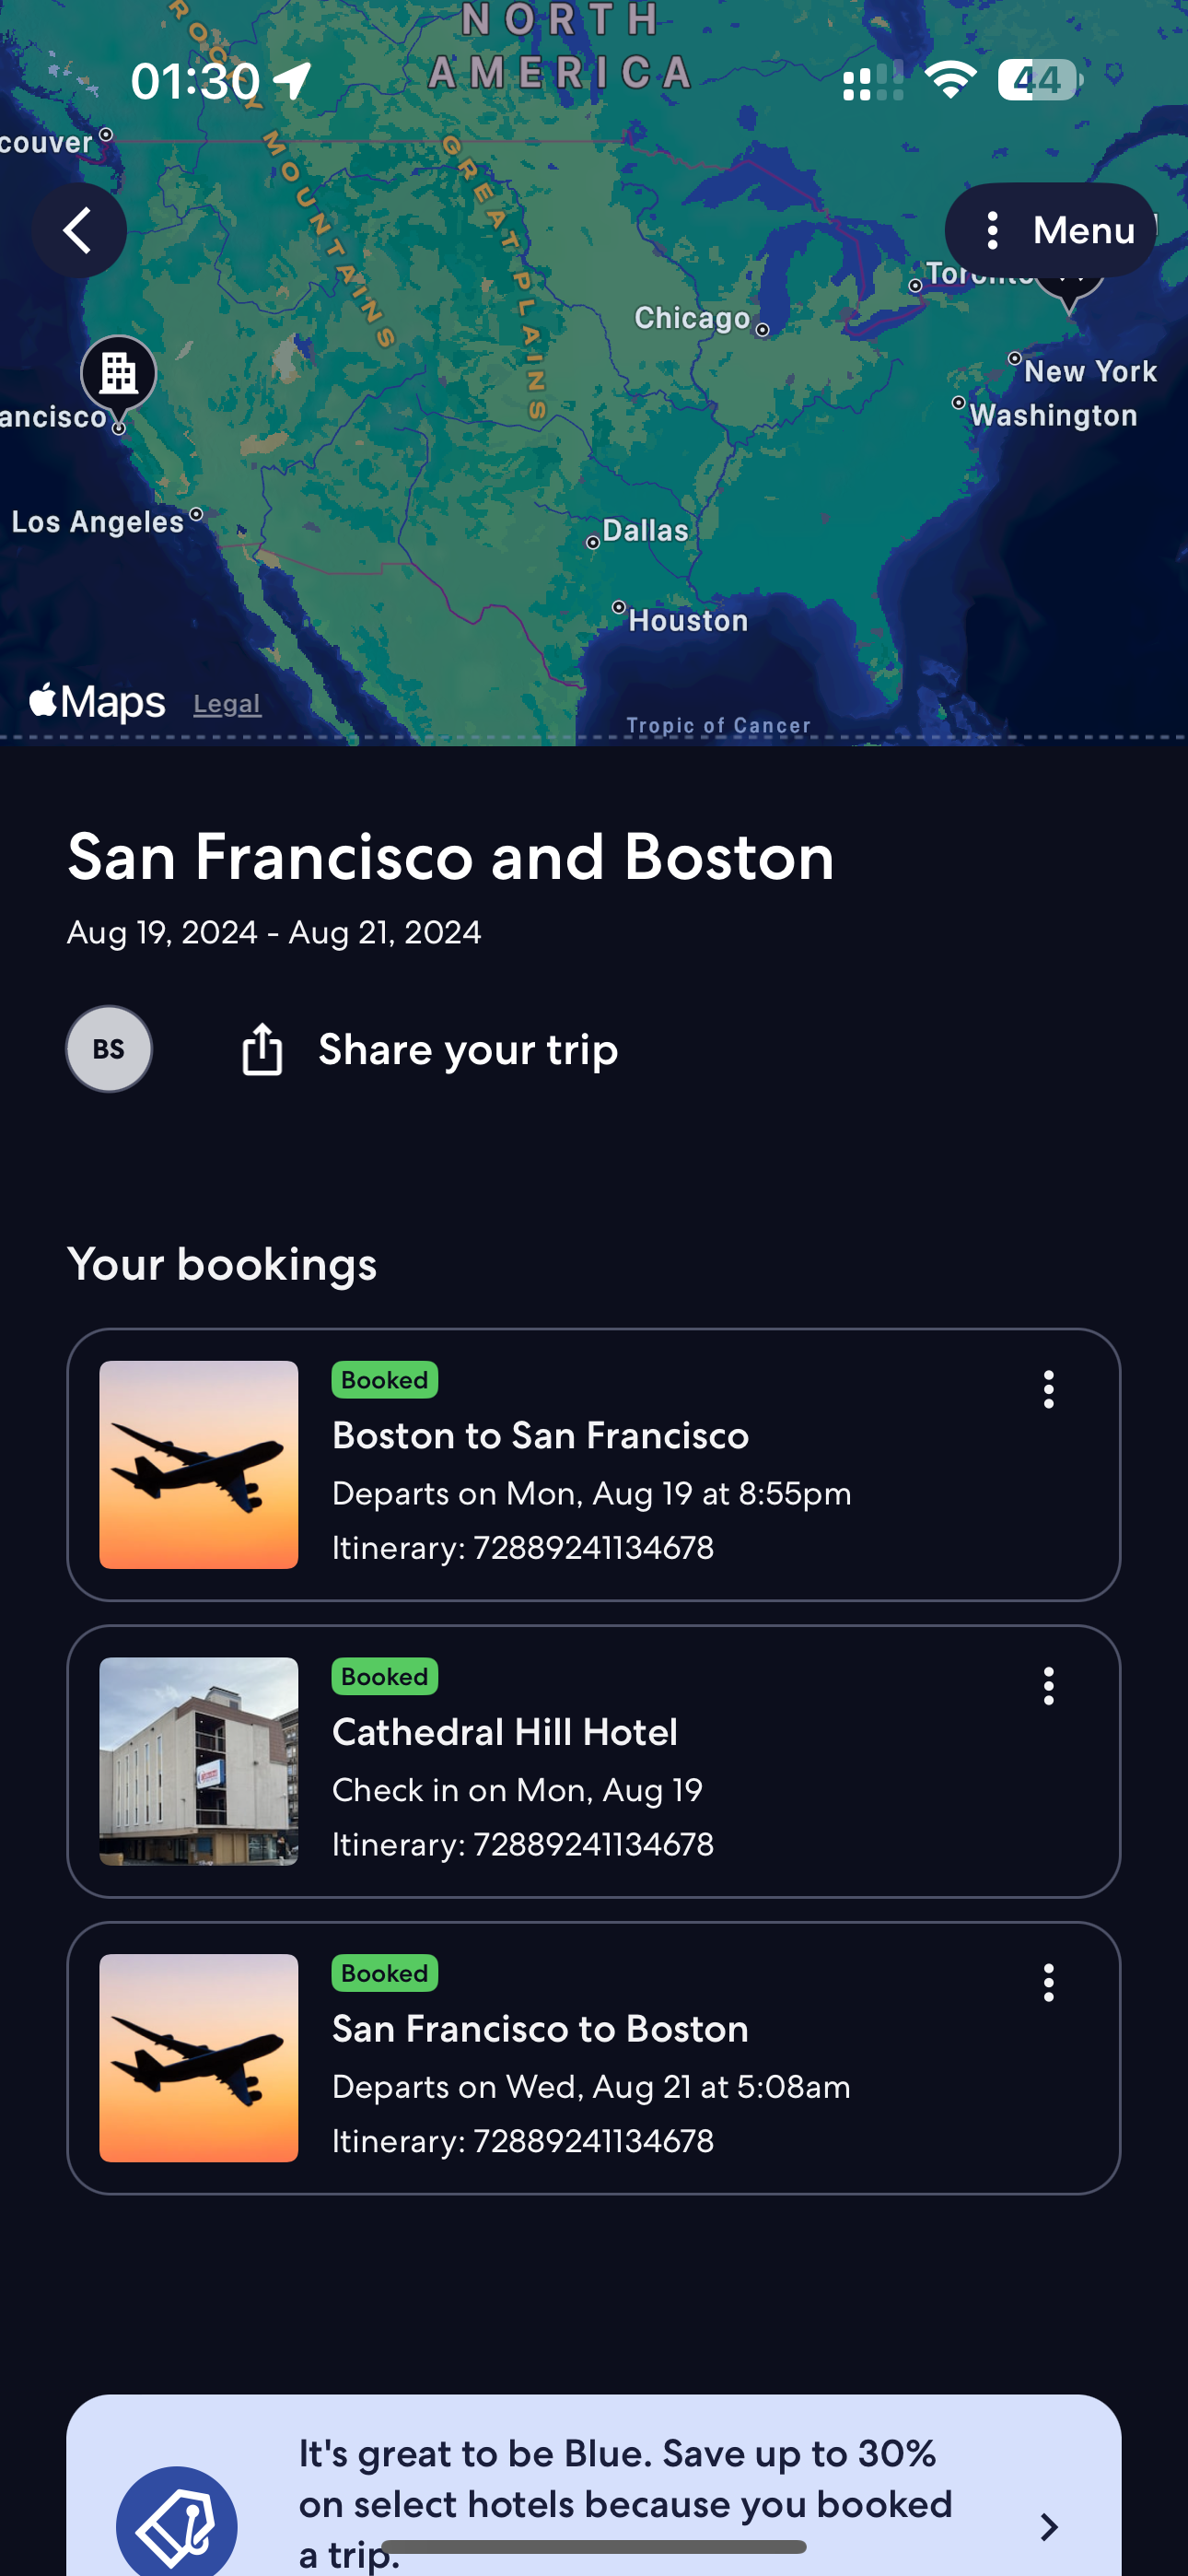 NORTH
AMERICA
01:30
44
ROCKY MOUNTAINS
GREAT PLAINS
couver
Menu
Toronto
Chicago
New York
Washington
ancisco
Los Angeles
Dallas
Houston
Maps Legal
Tropic of Cancer
San Francisco and Boston
Aug 19, 2024 - Aug 21, 2024
BS Share your trip
Your bookings
Booked
Boston to San Francisco
Departs on Mon, Aug 19 at 8:55pm
Itinerary: 72889241134678
Booked
Cathedral Hill Hotel
Check in on Mon, Aug 19
Itinerary: 72889241134678
Booked
San Francisco to Boston
Departs on Wed, Aug 21 at 5:08am
Itinerary: 72889241134678
It's great to be Blue. Save up to 30%
on select hotels because you booked
a trip.